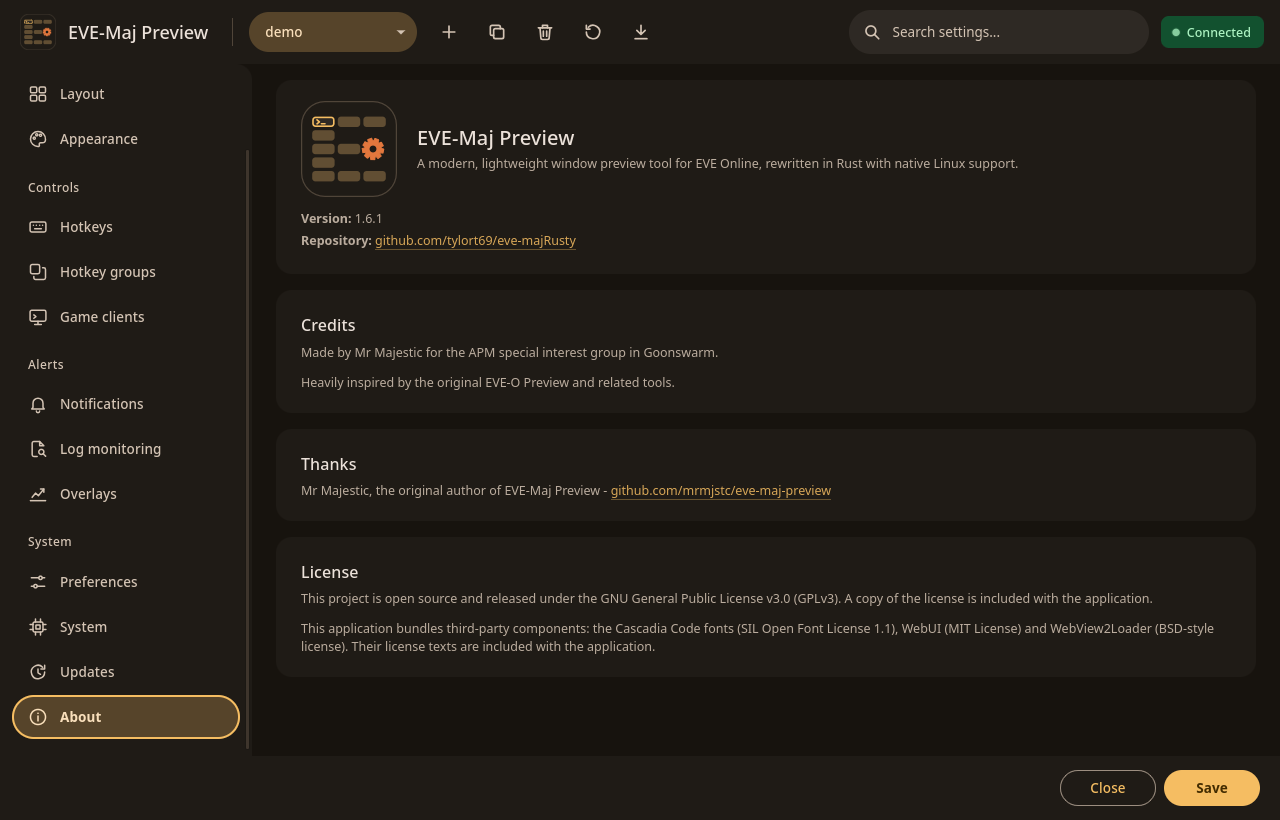 EVE-Maj Preview
demo
Search settings...
Connected
Layout
Appearance
Controls
Hotkeys
Hotkey groups
Game clients
Alerts
Notifications
Log monitoring
Overlays
System
Preferences
System
Updates
About
EVE-Maj Preview
A modern, lightweight window preview tool for EVE Online, rewritten in Rust with native Linux support.
Version: 1.6.1
Repository: github.com/tylort69/eve-majRusty
Credits
Made by Mr Majestic for the APM special interest group in Goonswarm.
Heavily inspired by the original EVE-O Preview and related tools.
Thanks
Mr Majestic, the original author of EVE-Maj Preview - github.com/mrmjstc/eve-maj-preview
License
This project is open source and released under the GNU General Public License v3.0 (GPLv3). A copy of the license is included with the application.
This application bundles third-party components: the Cascadia Code fonts (SIL Open Font License 1.1), WebUI (MIT License) and WebView2Loader (BSD-style
license). Their license texts are included with the application.
Close
Save